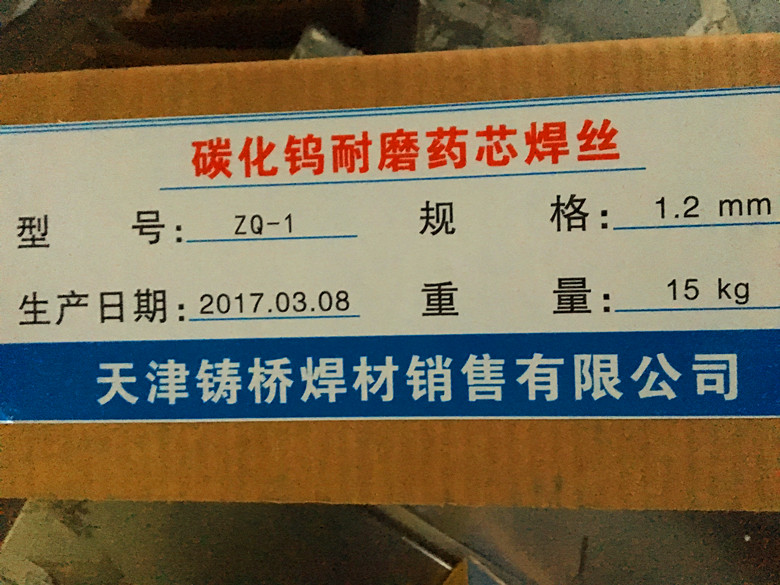 碳化钨耐磨药芯焊丝
型 号: ZQ-1 规 格: 1.2 mm
生产日期: 2017.03.08 重 量: 15 kg
天津铸桥焊材销售有限公司